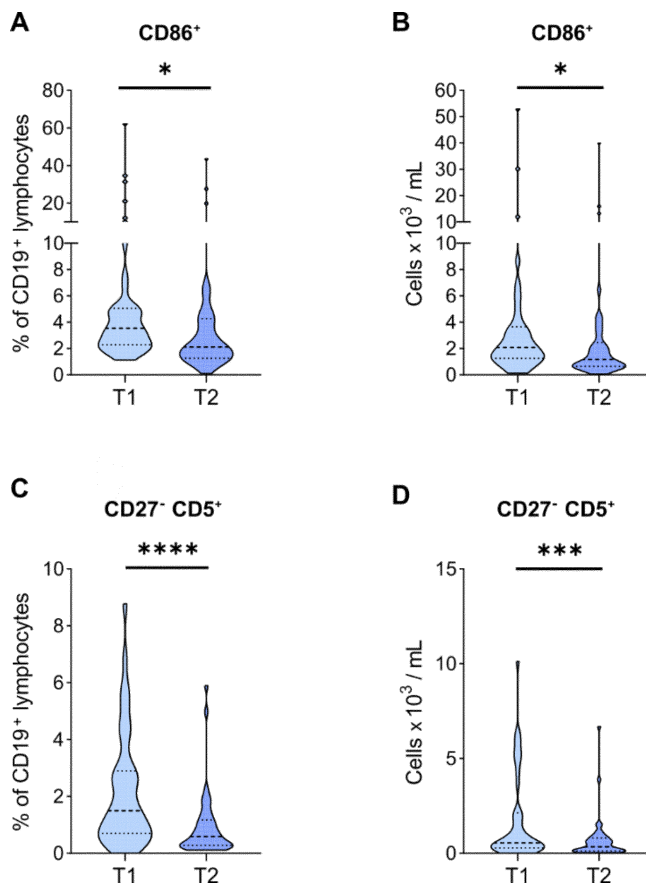 A
CD86⁺
*
% of CD19⁺ lymphocytes
80
60
40
20
10
8
6
4
2
0
T1
T2
B
CD86⁺
*
Cells x 10³ / mL
60
50
40
30
20
10
10
8
6
4
2
0
T1
T2
C
CD27⁻ CD5⁺
****
% of CD19⁺ lymphocytes
10
8
6
4
2
0
T1
T2
D
CD27⁻ CD5⁺
***
Cells x 10³ / mL
15
10
5
0
T1
T2